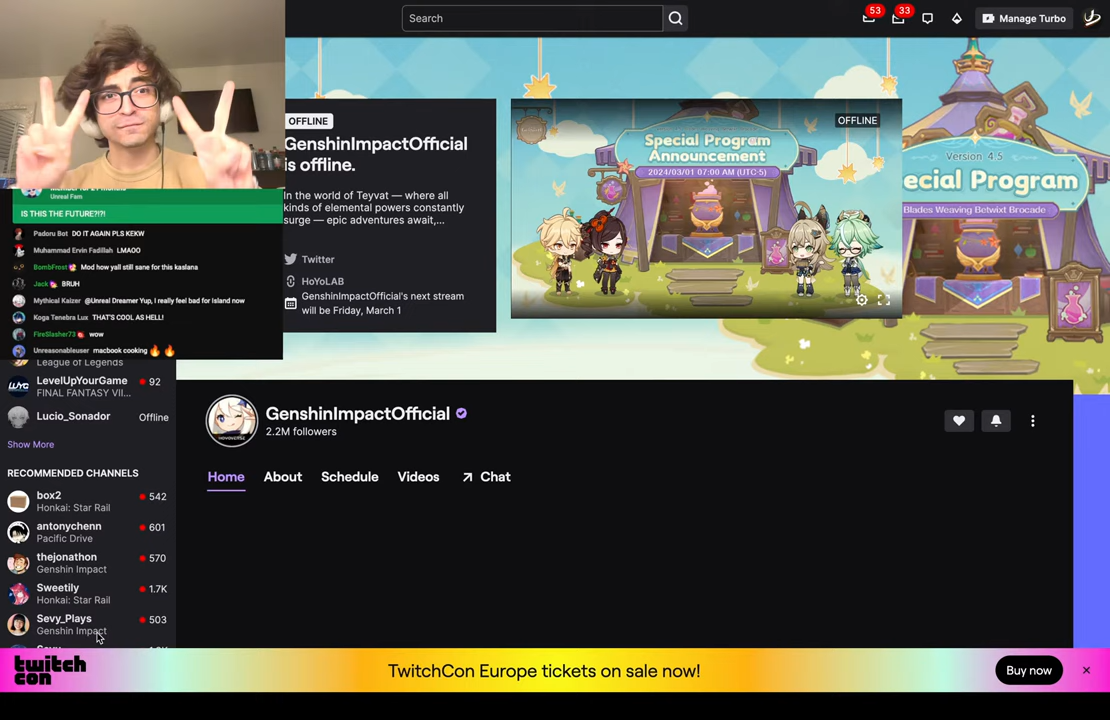 Search
53
33
Manage Turbo
OFFLINE
GenshinImpactOfficial
is offline.
In the world of Teyvat — where all
kinds of elemental powers constantly
surge — epic adventures await,...
Twitter
HoYoLAB
GenshinImpactOfficial's next stream
will be Friday, March 1
OFFLINE
Special Program
Announcement
2024/03/01 07:00 AM (UTC-5)
Version 4.5
ecial Program
Blades Weaving Betwixt Brocade
Unreal Fam
IS THIS THE FUTURE?!?!
Padoru Bot DO IT AGAIN PLS KEKW
Muhammad Ervin Fadillah LMAOO
BombFrost Mod how yall still sane for this kaslana
Jack BRUH
Mythical Kaizer @Unreal Dreamer Yup, I really feel bad for Island now
Koga Tenebra Lux THAT'S COOL AS HELL!
FireSlasher73 wow
Unreasonableuser macbook cooking 🔥 🔥
League of Legends
LevelUpYourGame 92
FINAL FANTASY VII...
Lucio_Sonador Offline
Show More
RECOMMENDED CHANNELS
box2 542
Honkai: Star Rail
antonychenn 601
Pacific Drive
thejonathon 570
Genshin Impact
Sweetily 1.7K
Honkai: Star Rail
Sevy_Plays 503
Genshin Impact
GenshinImpactOfficial
2.2M followers
Home About Schedule Videos Chat
twitch
con
TwitchCon Europe tickets on sale now!
Buy now